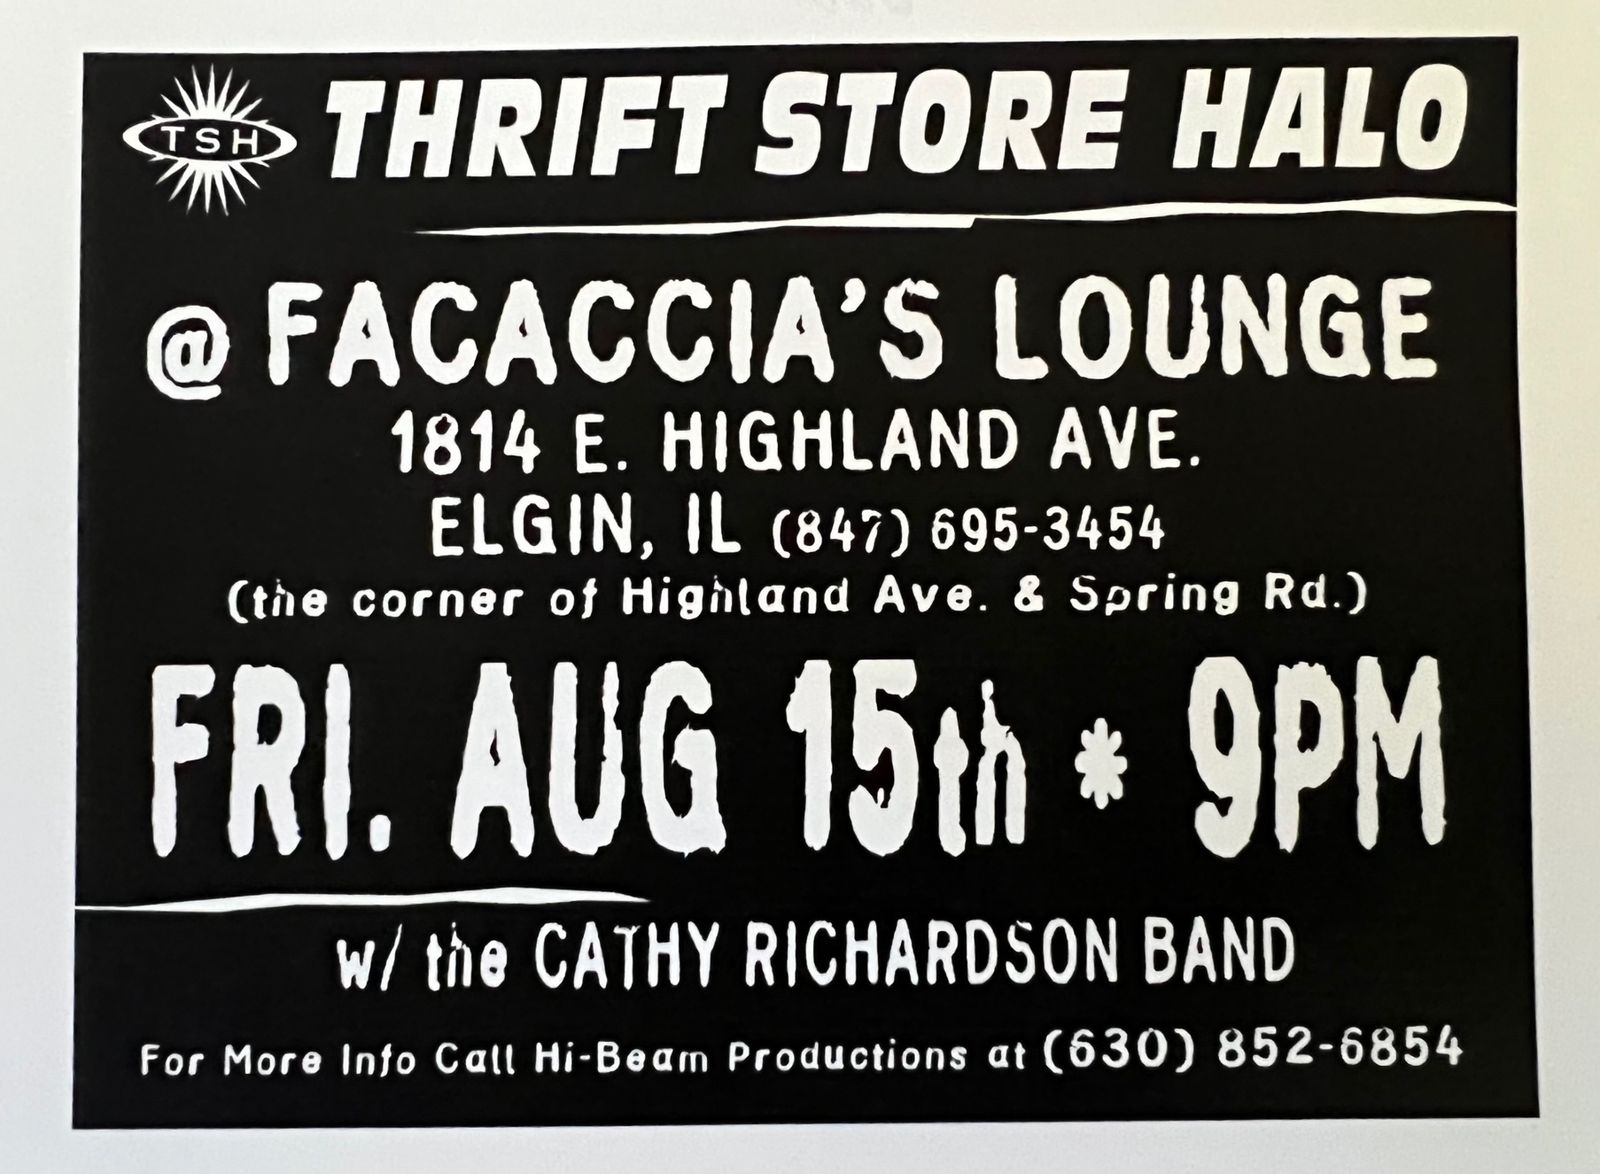 TSH THRIFT STORE HALO
@ FACACCIA'S LOUNGE
1814 E. HIGHLAND AVE.
ELGIN, IL (847) 695-3454
(the corner of Highland Ave. & Spring Rd.)
FRI. AUG 15th * 9PM
w/ the CATHY RICHARDSON BAND
For More Info Call Hi-Beam Productions at (630) 852-6854